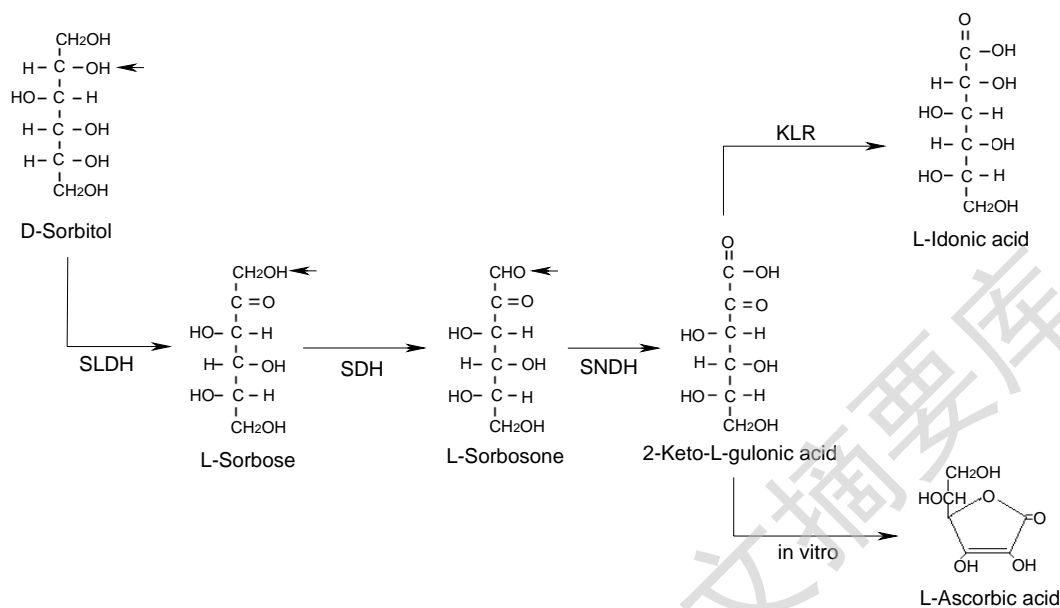 CH2OH
H – C – OH
HO – C – H
H – C – OH
H – C – OH
CH2OH
D-Sorbitol
SLDH
CH2OH
C = O
HO – C – H
H – C – OH
HO – C – H
CH2OH
L-Sorbose
SDH
CHO
C = O
HO – C – H
H – C – OH
HO – C – H
CH2OH
L-Sorbosone
SNDH
O
C – OH
C = O
HO – C – H
H – C – OH
HO – C – H
CH2OH
2-Keto-L-gulonic acid
KLR
O
C – OH
H – C – OH
HO – C – H
H – C – OH
HO – C – H
CH2OH
L-Idonic acid
in vitro
CH2OH
HOCH
O
O
OH
OH
L-Ascorbic acid
文摘要库